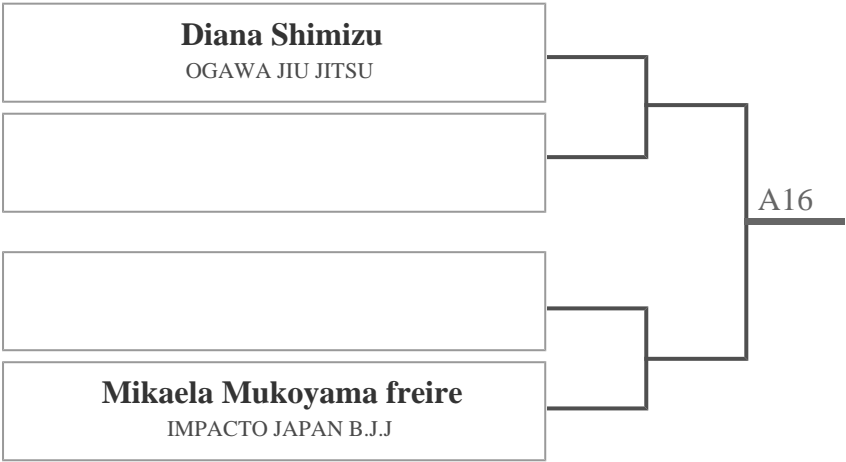 Diana Shimizu
OGAWA JIU JITSU
A16
Mikaela Mukoyama freire
IMPACTO JAPAN B.J.J